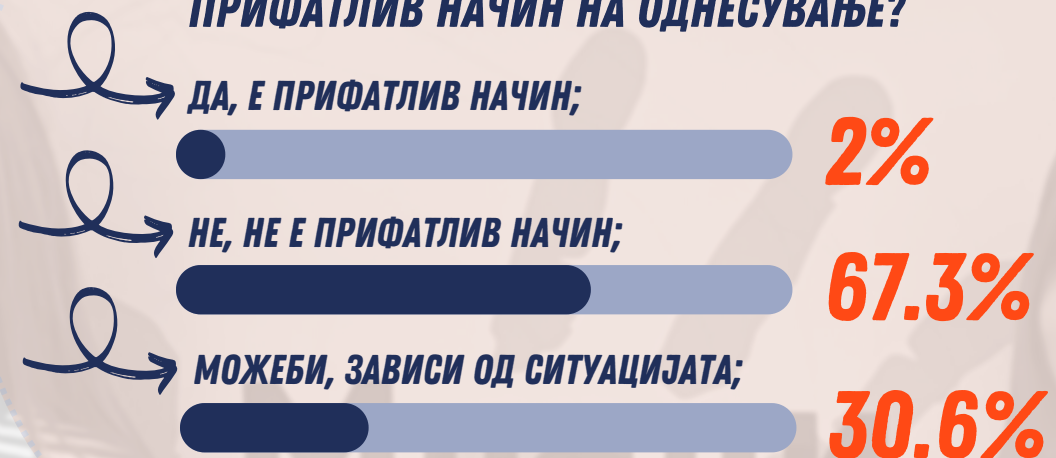 ПРИФАТЛИВ НАЧИН НА ОДНЕСУВАЊЕ?
ДА, Е ПРИФАТЛИВ НАЧИН;
2%
НЕ, НЕ Е ПРИФАТЛИВ НАЧИН;
67.3%
МОЖЕБИ, ЗАВИСИ ОД СИТУАЦИЈАТА;
30.6%